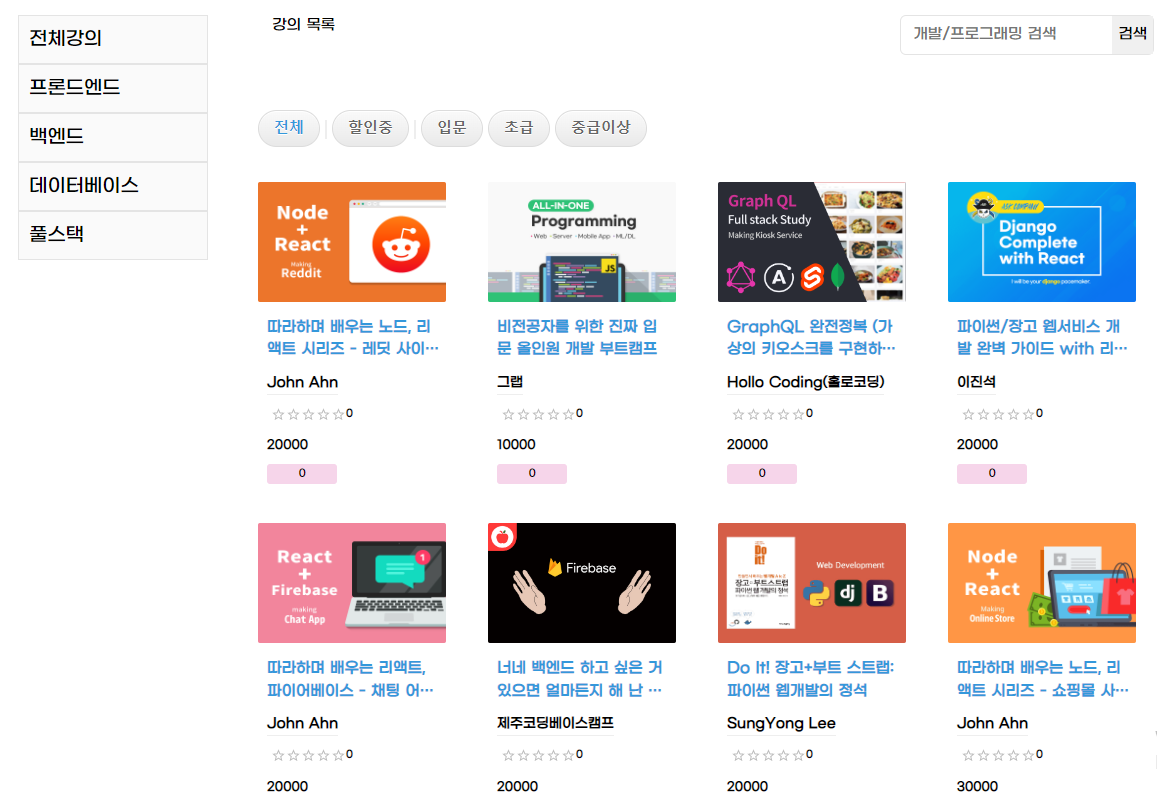 전체강의
프론드엔드
백엔드
데이터베이스
풀스택
강의 목록
개발/프로그래밍 검색
검색
전체
할인중
입문
초급
중급이상
Node
+
React
Making
Reddit
따라하며 배우는 노드, 리
액트 시리즈 - 레딧 사이…
John Ahn
0
20000
0
ALL-IN-ONE
Programming
• Web • Server • Mobile App • ML/DL
JS
비전공자를 위한 진짜 입
문 올인원 개발 부트캠프
그랩
0
10000
0
Graph QL
Full stack Study
Making Kiosk Service
A
GraphQL 완전정복 (가
상의 키오스크를 구현하…
Hollo Coding(홀로코딩)
0
20000
0
ASK COMPANY
Django
Complete
with React
I will be your django pacemaker.
파이썬/장고 웹서비스 개
발 완벽 가이드 with 리…
이진석
0
20000
0
React
+
Firebase
making
Chat App
1
따라하며 배우는 리액트,
파이어베이스 - 채팅 어…
John Ahn
0
20000
Firebase
너네 백엔드 하고 싶은 거
있으면 얼마든지 해 난 …
제주코딩베이스캠프
0
20000
Do
it!
장고+부트스트랩
파이썬 웹개발의 정석
Web Development
dj
B
Do It! 장고+부트 스트랩:
파이썬 웹개발의 정석
SungYong Lee
0
20000
Node
+
React
Making
Online Store
따라하며 배우는 노드, 리
액트 시리즈 - 쇼핑몰 사…
John Ahn
0
30000